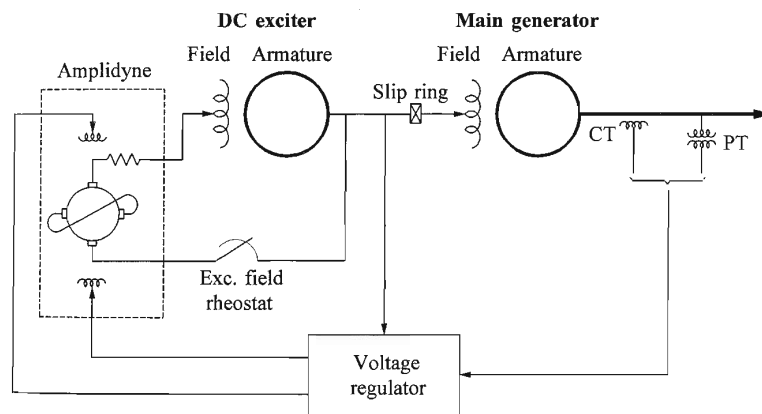 DC exciter
Main generator
Field
Armature
Field
Armature
Amplidyne
Slip ring
CT
PT
Exc. field
rheostat
Voltage
regulator